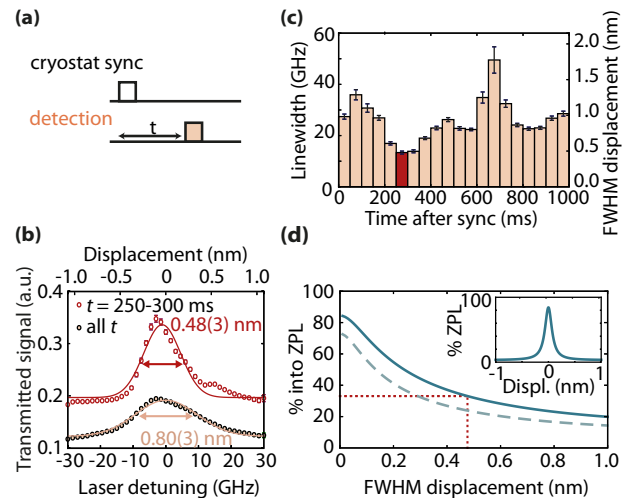 (a)
cryostat sync
detection
t
(c)
Linewidth (GHz)
60
40
20
0
0 200 400 600 800 1000
Time after sync (ms)
2.0
1.5
1.0
0.5
0.0
FWHM displacement (nm)
(b)
Displacement (nm)
-1.0 0 1.0
Transmitted signal (a.u.)
0.4
0.3
0.2
0.1
t = 250-300 ms
all t
0.48(3) nm
0.80(3) nm
-30 -20 -10 0 10 20 30
Laser detuning (GHz)
(d)
% into ZPL
100
80
60
40
20
0
0.0 0.2 0.4 0.6 0.8 1.0
FWHM displacement (nm)
% ZPL
80
0
-1 0 1
Displ. (nm)